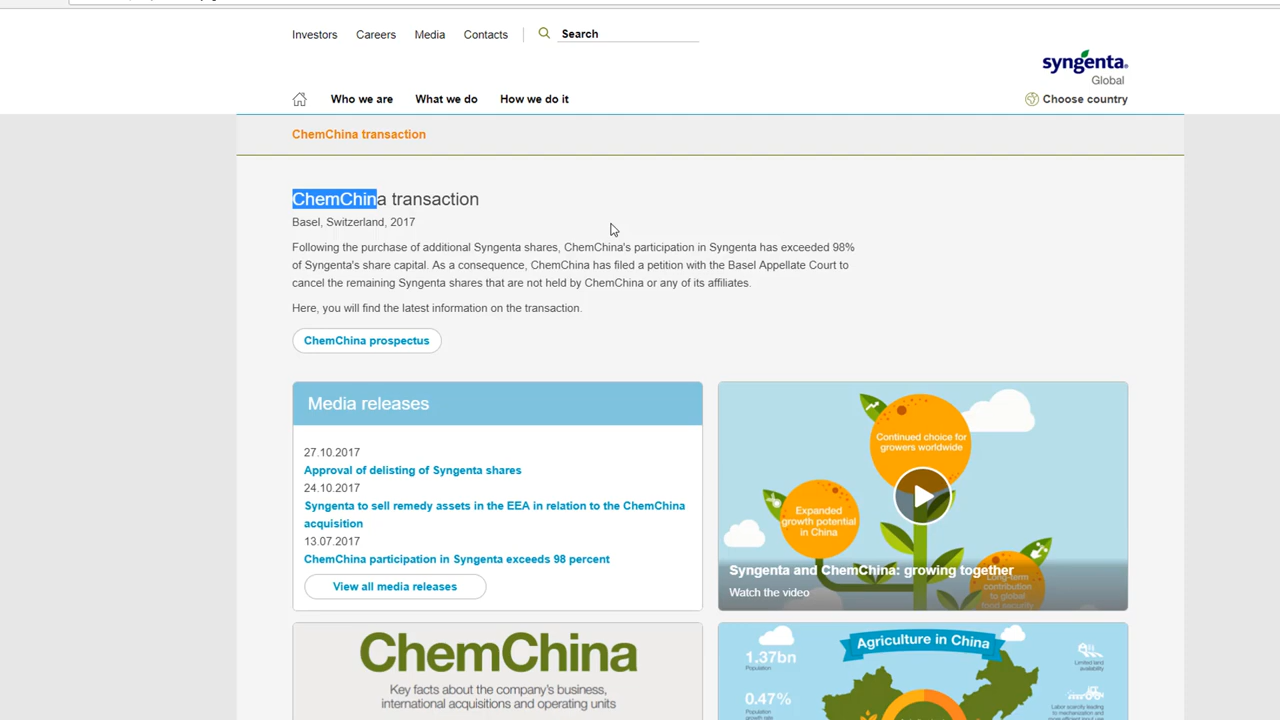 Investors Careers Media Contacts Search
syngenta
Global
Who we are What we do How we do it Choose country
ChemChina transaction
ChemChina transaction
Basel, Switzerland, 2017
Following the purchase of additional Syngenta shares, ChemChina's participation in Syngenta has exceeded 98%
of Syngenta's share capital. As a consequence, ChemChina has filed a petition with the Basel Appellate Court to
cancel the remaining Syngenta shares that are not held by ChemChina or any of its affiliates.
Here, you will find the latest information on the transaction.
ChemChina prospectus
Media releases
27.10.2017
Approval of delisting of Syngenta shares
24.10.2017
Syngenta to sell remedy assets in the EEA in relation to the ChemChina
acquisition
13.07.2017
ChemChina participation in Syngenta exceeds 98 percent
View all media releases
Continued choice for
growers worldwide
Expanded
growth potential
in China
Syngenta and ChemChina: growing together
Long-term
contribution
to global
food security
Watch the video
ChemChina
Key facts about the company's business,
international acquisitions and operating units
Agriculture in China
1.37bn
Population
Limited land
availability
0.47%
Population
growth rate
Labor scarcity leading
to mechanization and